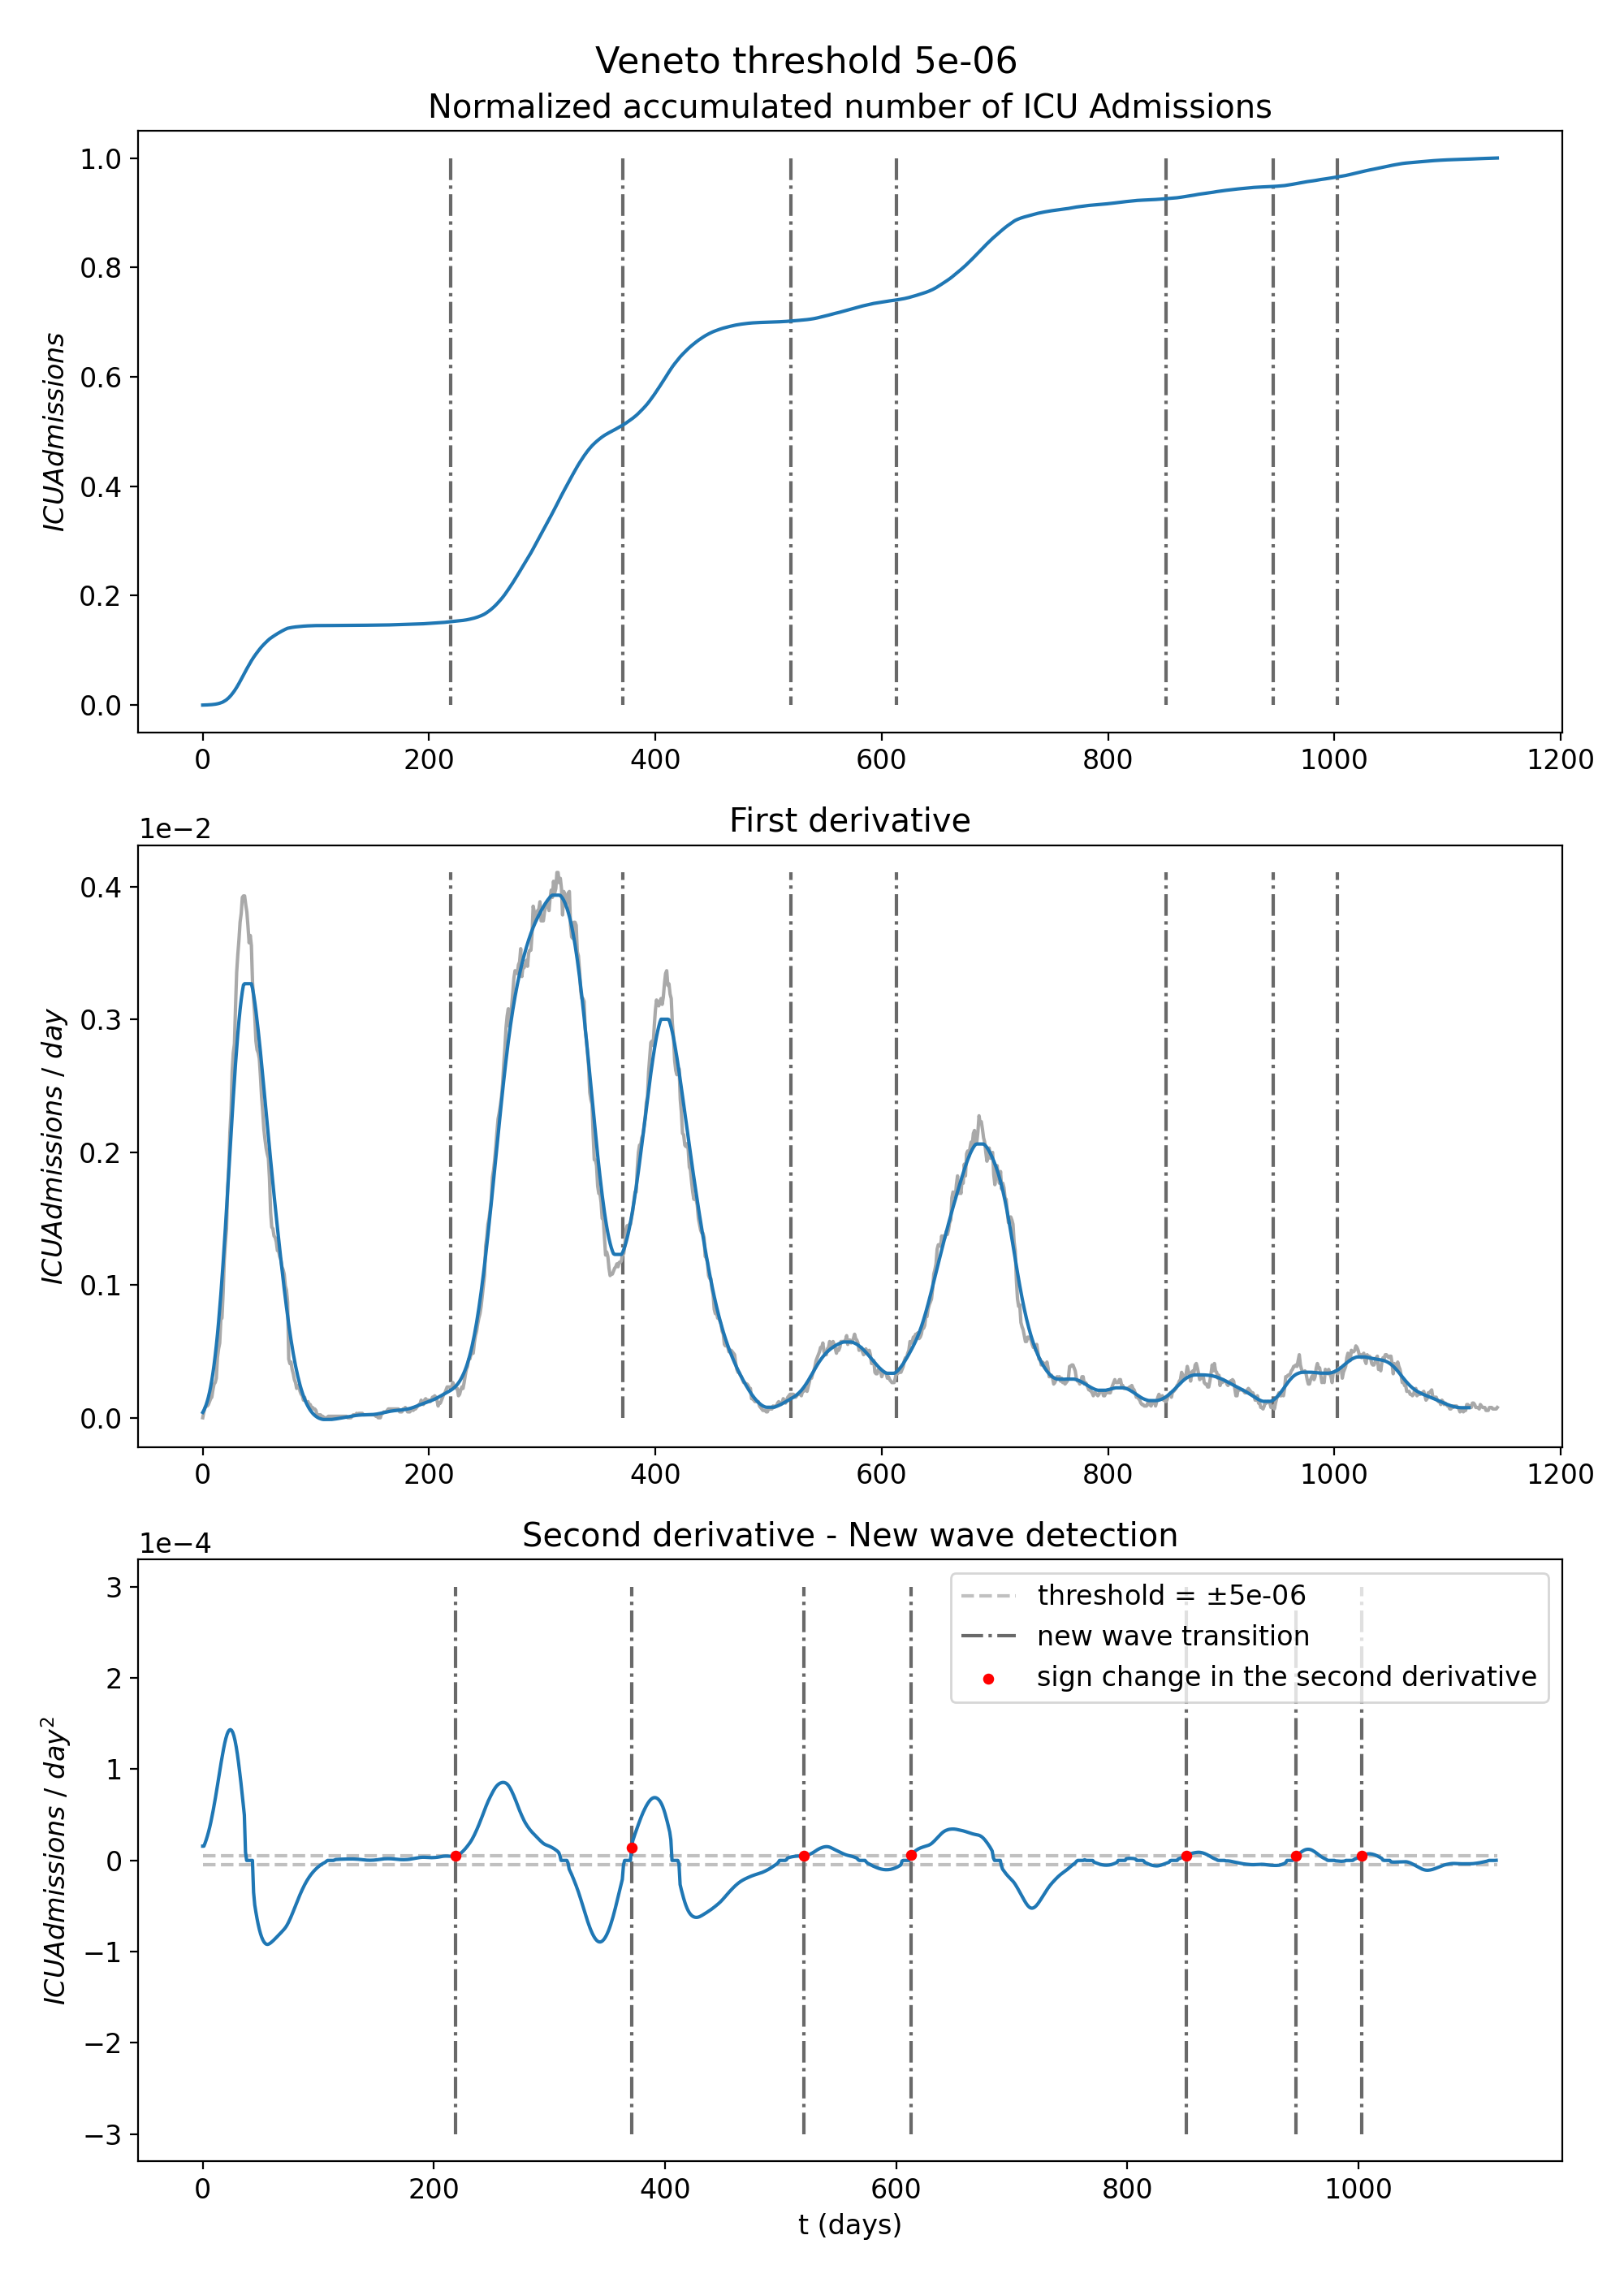 Veneto threshold 5e-06
Normalized accumulated number of ICU Admissions
ICUAdmissions
1.0
0.8
0.6
0.4
0.2
0.0
0 200 400 600 800 1000 1200
First derivative
1e−2
ICUAdmissions / day
0.4
0.3
0.2
0.1
0.0
0 200 400 600 800 1000 1200
Second derivative - New wave detection
1e−4
ICUAdmissions / day²
3
2
1
0
−1
−2
−3
threshold = ±5e-06
new wave transition
sign change in the second derivative
0 200 400 600 800 1000
t (days)